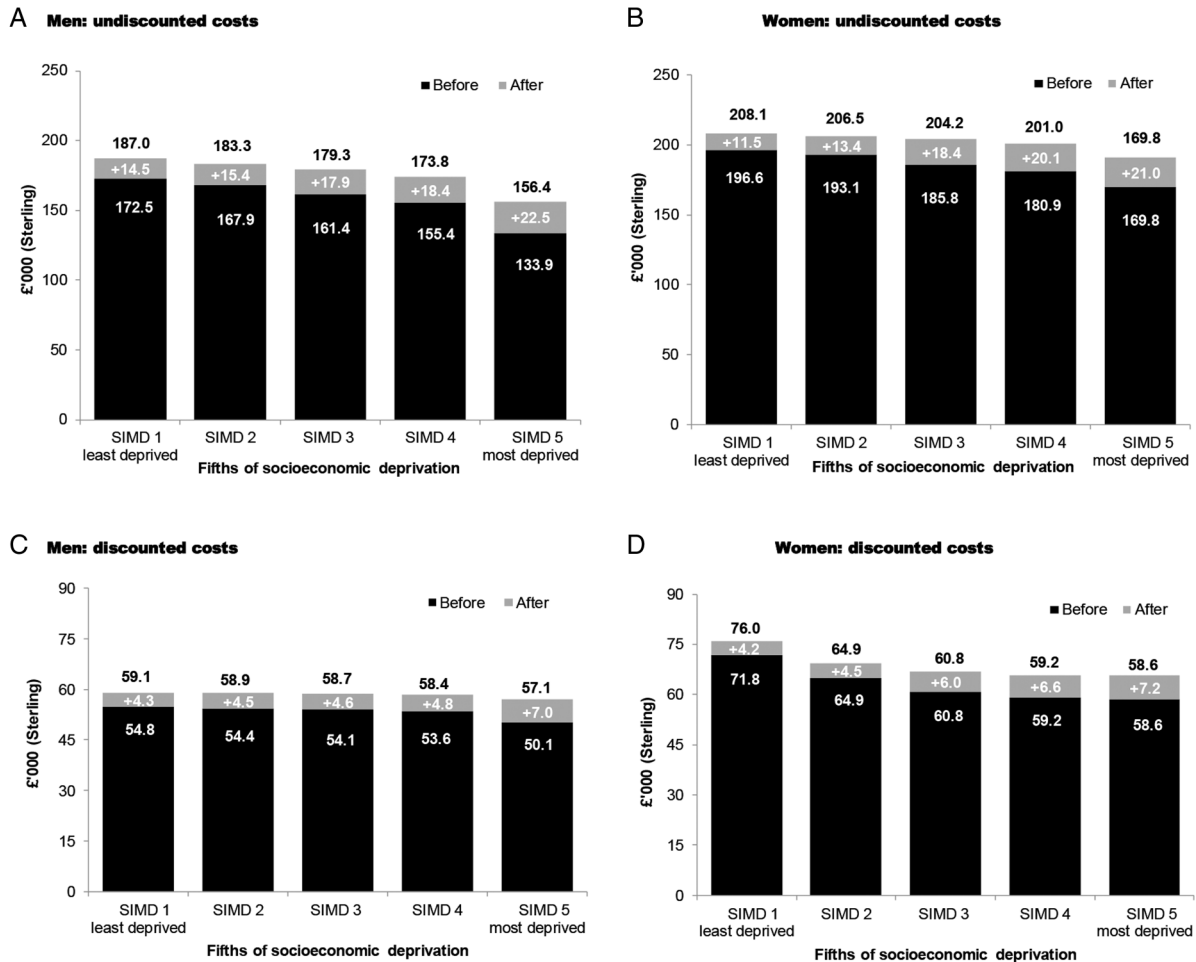 A Men: undiscounted costs
Before After
250
200
150
100
50
0
£'000 (Sterling)
187.0 183.3 179.3 173.8 156.4
+14.5 +15.4 +17.9 +18.4 +22.5
172.5 167.9 161.4 155.4 133.9
SIMD 1 SIMD 2 SIMD 3 SIMD 4 SIMD 5
least deprived most deprived
Fifths of socioeconomic deprivation
B Women: undiscounted costs
Before After
250
200
150
100
50
0
£'000 (Sterling)
208.1 206.5 204.2 201.0 169.8
+11.5 +13.4 +18.4 +20.1 +21.0
196.6 193.1 185.8 180.9 169.8
SIMD 1 SIMD 2 SIMD 3 SIMD 4 SIMD 5
least deprived most deprived
Fifths of socioeconomic deprivation
C Men: discounted costs
Before After
90
75
60
45
30
15
0
£'000 (Sterling)
59.1 58.9 58.7 58.4 57.1
+4.3 +4.5 +4.6 +4.8 +7.0
54.8 54.4 54.1 53.6 50.1
SIMD 1 SIMD 2 SIMD 3 SIMD 4 SIMD 5
least deprived most deprived
Fifths of socioeconomic deprivation
D Women: discounted costs
Before After
90
75
60
45
30
15
0
£'000 (Sterling)
76.0 64.9 60.8 59.2 58.6
+4.2 +4.5 +6.0 +6.6 +7.2
71.8 64.9 60.8 59.2 58.6
SIMD 1 SIMD 2 SIMD 3 SIMD 4 SIMD 5
least deprived most deprived
Fifths of socioeconomic deprivation